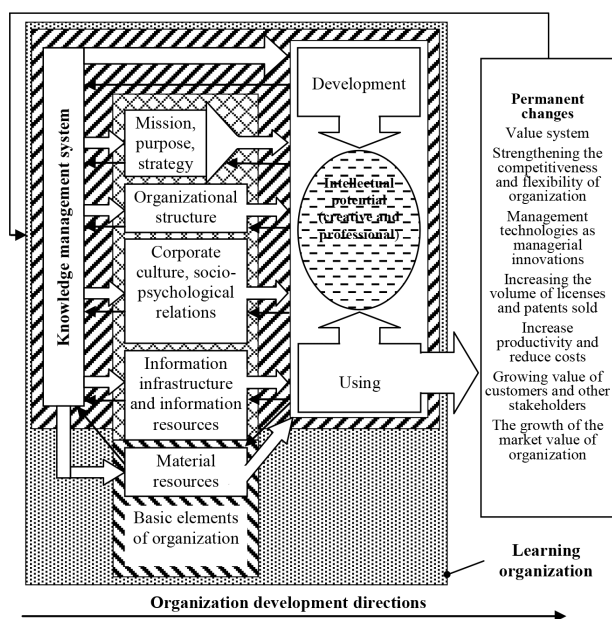 Knowledge management system
Development
Mission,
purpose,
strategy
Intellectual
potential
(creative and
professional)
Organizational
structure
Corporate
culture, socio-
psychological
relations
Information
infrastructure
and information
resources
Using
Material
resources
Basic elements
of organization
Permanent
changes
Value system
Strengthening the
competitiveness
and flexibility of
organization
Management
technologies as
managerial
innovations
Increasing the
volume of licenses
and patents sold
Increase
productivity and
reduce costs
Growing value of
customers and other
stakeholders
The growth of the
market value of
organization
Learning
organization
Organization development directions